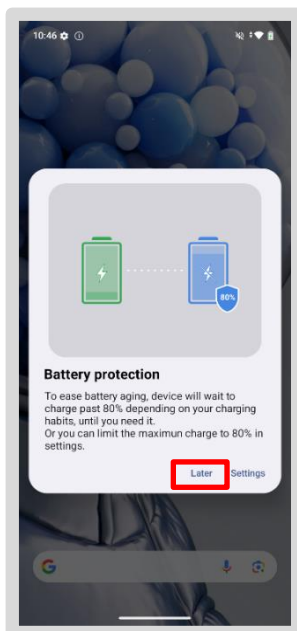 10:46
80%
Battery protection
To ease battery aging, device will wait to
charge past 80% depending on your charging
habits, until you need it.
Or you can limit the maximun charge to 80% in
settings.
Later Settings